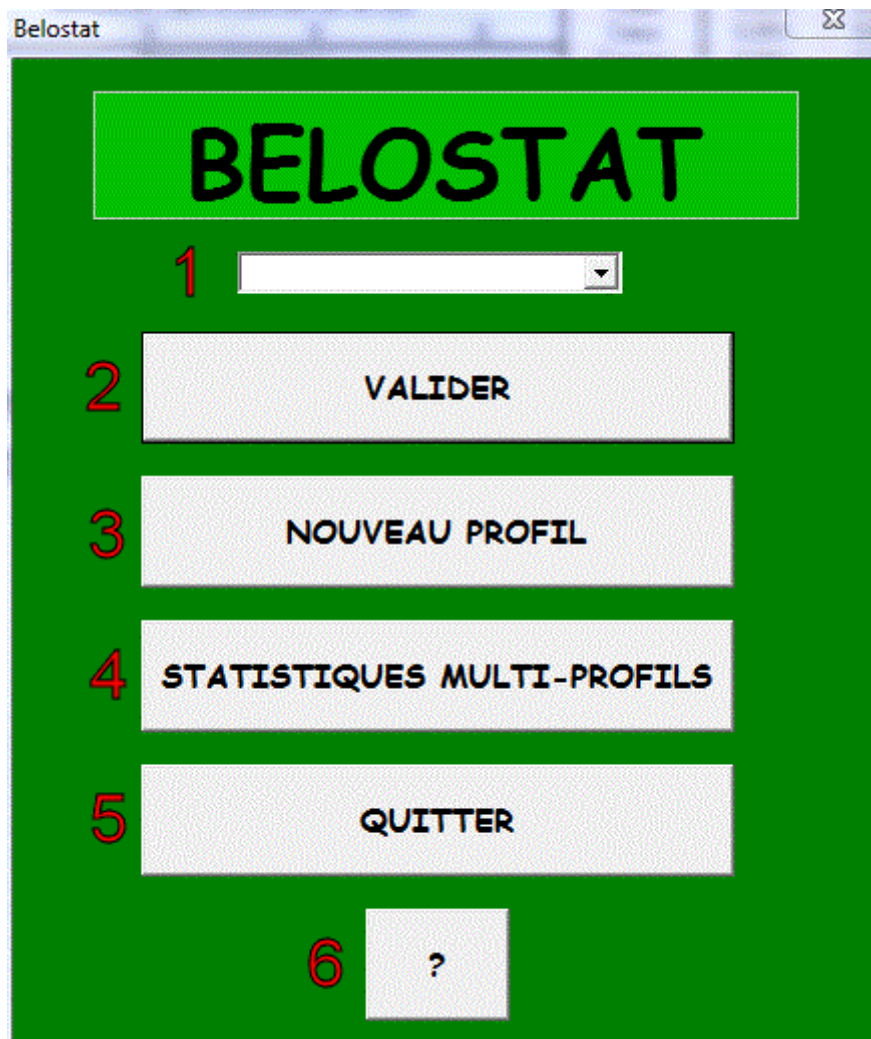 Belostat
BELOSTAT
1
2 VALIDER
3 NOUVEAU PROFIL
4 STATISTIQUES MULTI-PROFILS
5 QUITTER
6 ?